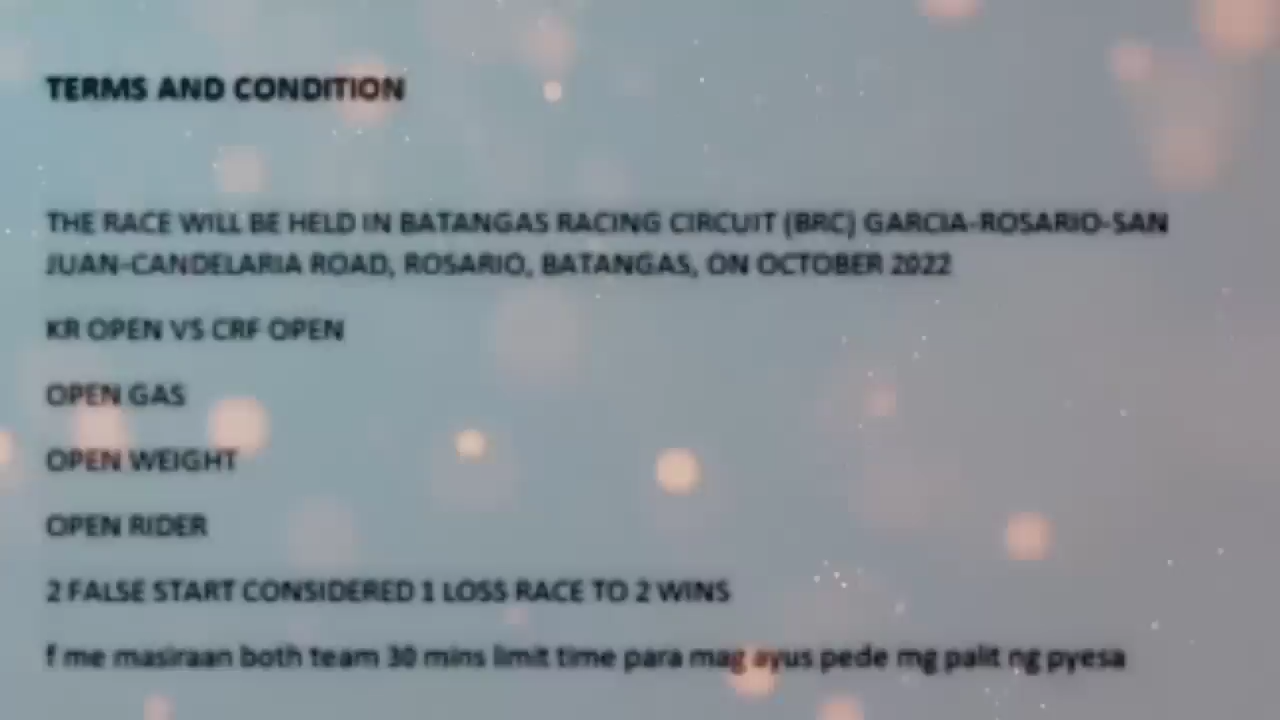 TERMS AND CONDITION
THE RACE WILL BE HELD IN BATANGAS RACING CIRCUIT (BRC) GARCIA-ROSARIO-SAN
JUAN-CANDELARIA ROAD, ROSARIO, BATANGAS, ON OCTOBER 2022
KR OPEN VS CRF OPEN
OPEN GAS
OPEN WEIGHT
OPEN RIDER
2 FALSE START CONSIDERED 1 LOSS RACE TO 2 WINS
f me masiraan both team 30 mins limit time para mag ayus pede mg palit ng pyesa